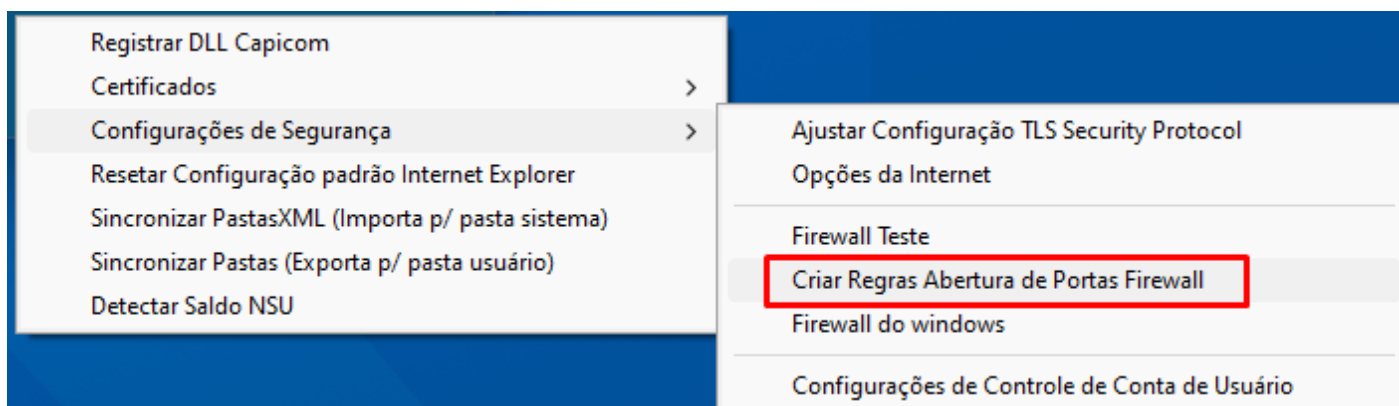 Registrar DLL Capicom
Certificados
Configurações de Segurança
Resetar Configuração padrão Internet Explorer
Sincronizar PastasXML (Importa p/ pasta sistema)
Sincronizar Pastas (Exporta p/ pasta usuário)
Detectar Saldo NSU
Ajustar Configuração TLS Security Protocol
Opções da Internet
Firewall Teste
Criar Regras Abertura de Portas Firewall
Firewall do windows
Configurações de Controle de Conta de Usuário